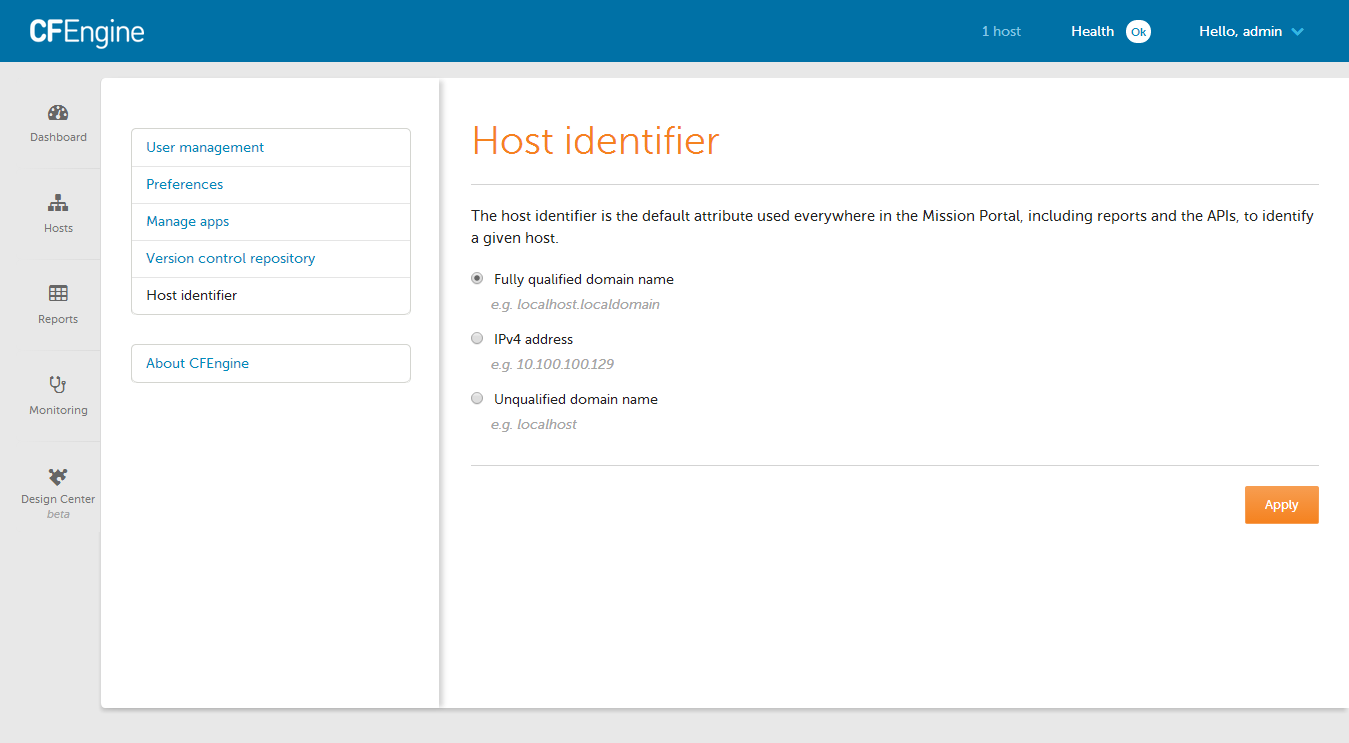 CFEngine
1 host
Health Ok
Hello, admin
Dashboard
Hosts
Reports
Monitoring
Design Center
beta
User management
Preferences
Manage apps
Version control repository
Host identifier
About CFEngine
Host identifier
The host identifier is the default attribute used everywhere in the Mission Portal, including reports and the APIs, to identify
a given host.
Fully qualified domain name
e.g. localhost.localdomain
IPv4 address
e.g. 10.100.100.129
Unqualified domain name
e.g. localhost
Apply